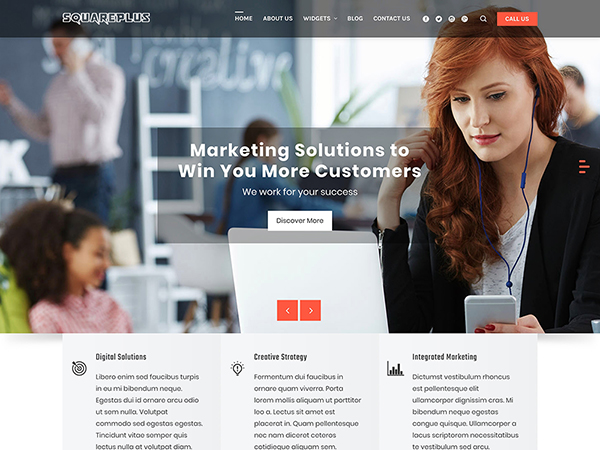 SQUAREPLUS
HOME ABOUT US WIDGETS BLOG CONTACT US CALL US
creative
Marketing Solutions to
Win You More Customers
We work for your success
Discover More
Digital Solutions
Libero enim sed faucibus turpis
in eu mi bibendum neque.
Egestas dui id ornare arcu odio
ut sem nulla. Volutpat
commodo sed egestas egestas.
Tincidunt vitae semper quis
lectus nulla at volutpat diam.
Creative Strategy
Fermentum dui faucibus in
ornare quam viverra. Porta
lorem mollis aliquam ut porttitor
leo a. Lectus sit amet est
placerat in. Quam pellentesque
nec nam diceret ceteros
cotidieque aliquam sem.
Integrated Marketing
Dictumst vestibulum rhoncus
est pellentesque elit
ullamcorper dignissim cras. Mi
bibendum neque egestas
congue quisque. Ullamcorper a
lacus scriptorem necessitatibus
te vestibulum sed arcu.